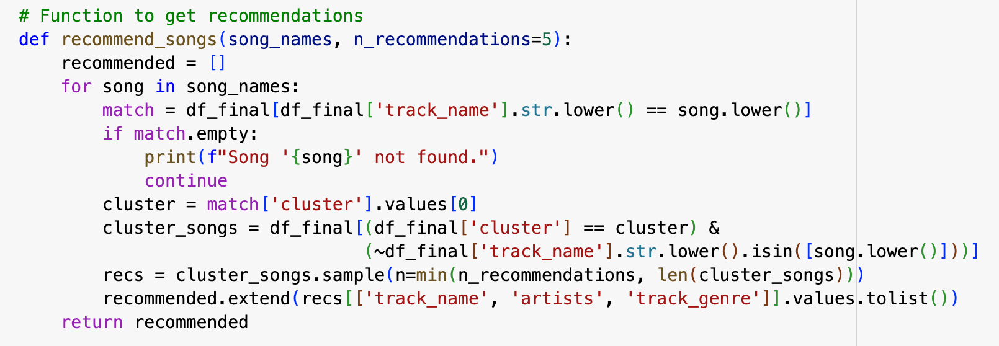 # Function to get recommendations
def recommend_songs(song_names, n_recommendations=5):
    recommended = []
    for song in song_names:
        match = df_final[df_final['track_name'].str.lower() == song.lower()]
        if match.empty:
            print(f"Song '{song}' not found.")
            continue
        cluster = match['cluster'].values[0]
        cluster_songs = df_final[(df_final['cluster'] == cluster) &
                                 (~df_final['track_name'].str.lower().isin([song.lower()]))]
        recs = cluster_songs.sample(n=min(n_recommendations, len(cluster_songs)))
        recommended.extend(recs[['track_name', 'artists', 'track_genre']].values.tolist())
    return recommended